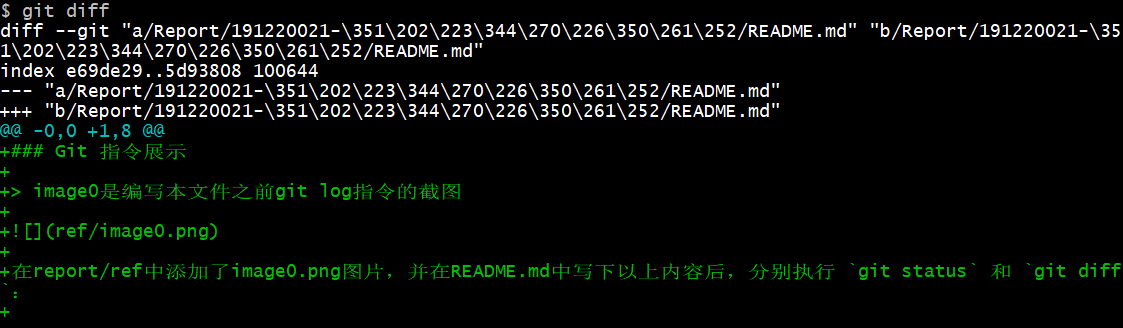 $ git diff
diff --git "a/Report/191220021-\351\202\223\344\270\226\350\261\252/README.md" "b/Report/191220021-\35
1\202\223\344\270\226\350\261\252/README.md"
index e69de29..5d93808 100644
--- "a/Report/191220021-\351\202\223\344\270\226\350\261\252/README.md"
+++ "b/Report/191220021-\351\202\223\344\270\226\350\261\252/README.md"
@@ -0,0 +1,8 @@
+### Git 指令展示
+
+> image0是编写本文件之前git log指令的截图
+
+![](ref/image0.png)
+
+在report/ref中添加了image0.png图片，并在README.md中写下以上内容后，分别执行 `git status` 和 `git diff
`：
+